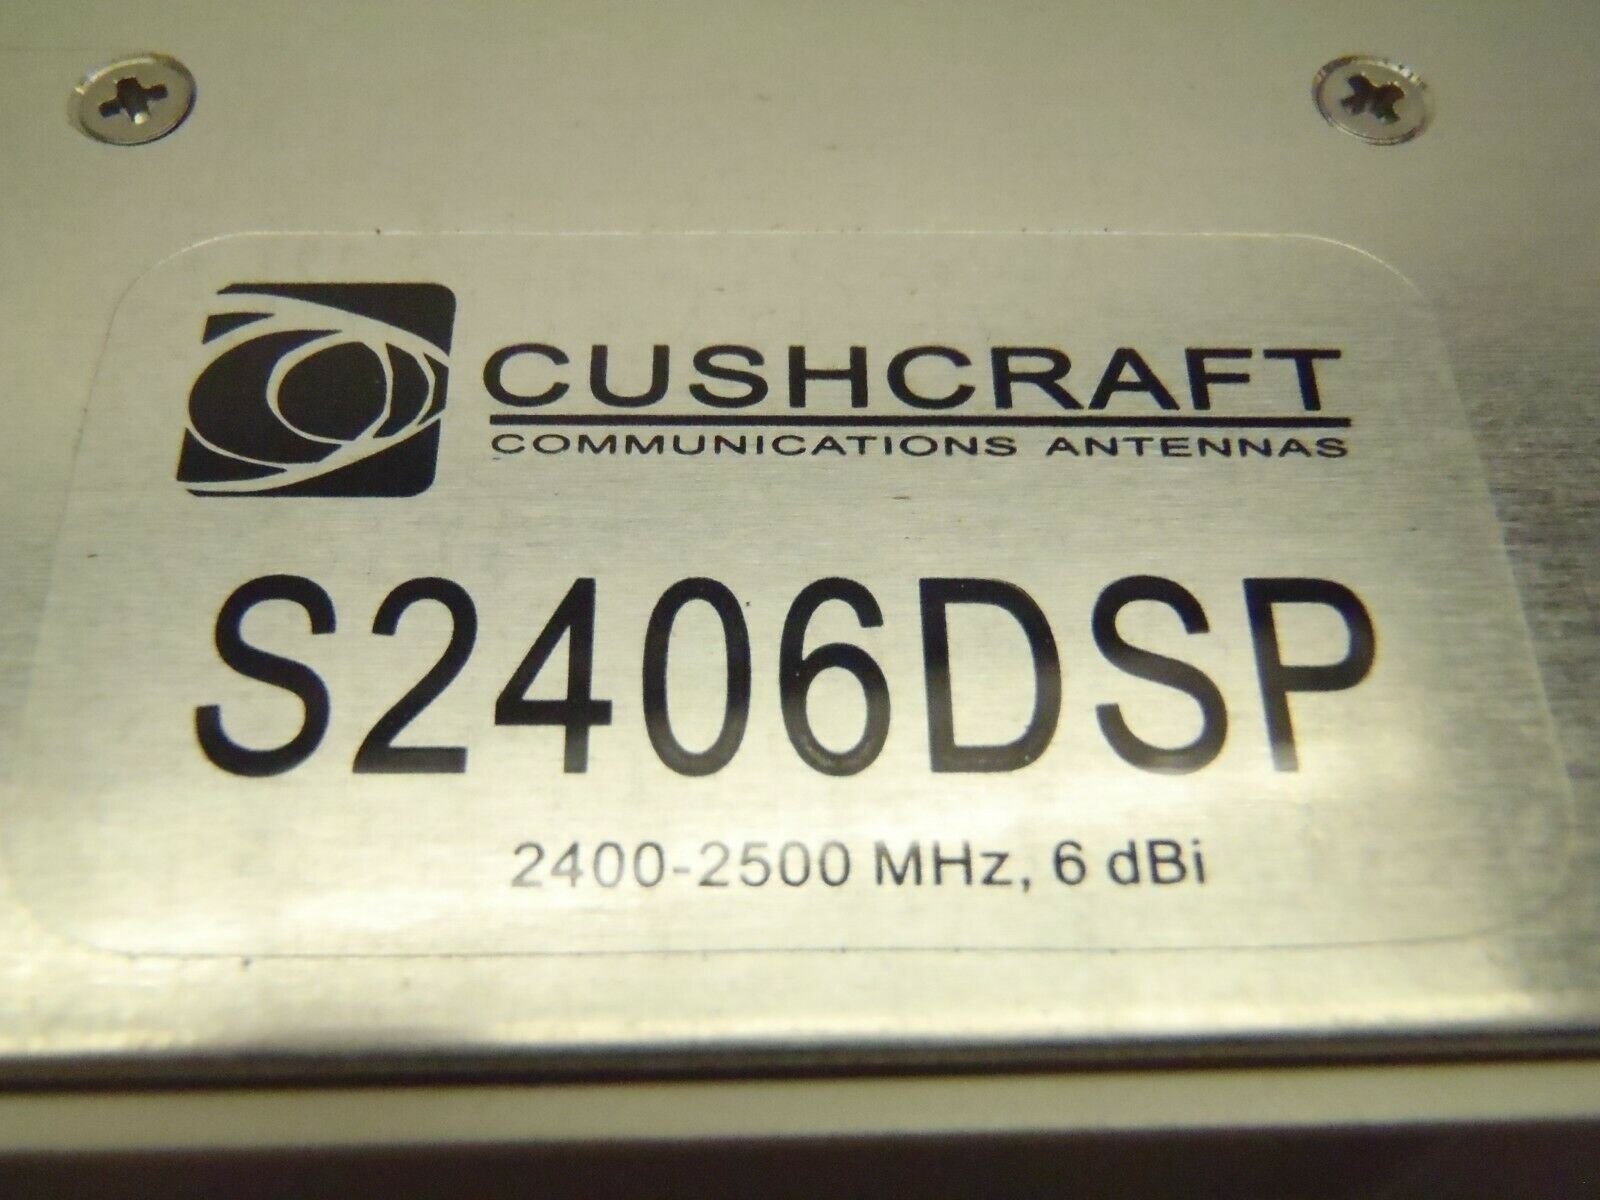 CUSHCRAFT
COMMUNICATIONS ANTENNAS
S2406DSP
2400-2500 MHz, 6 dBi